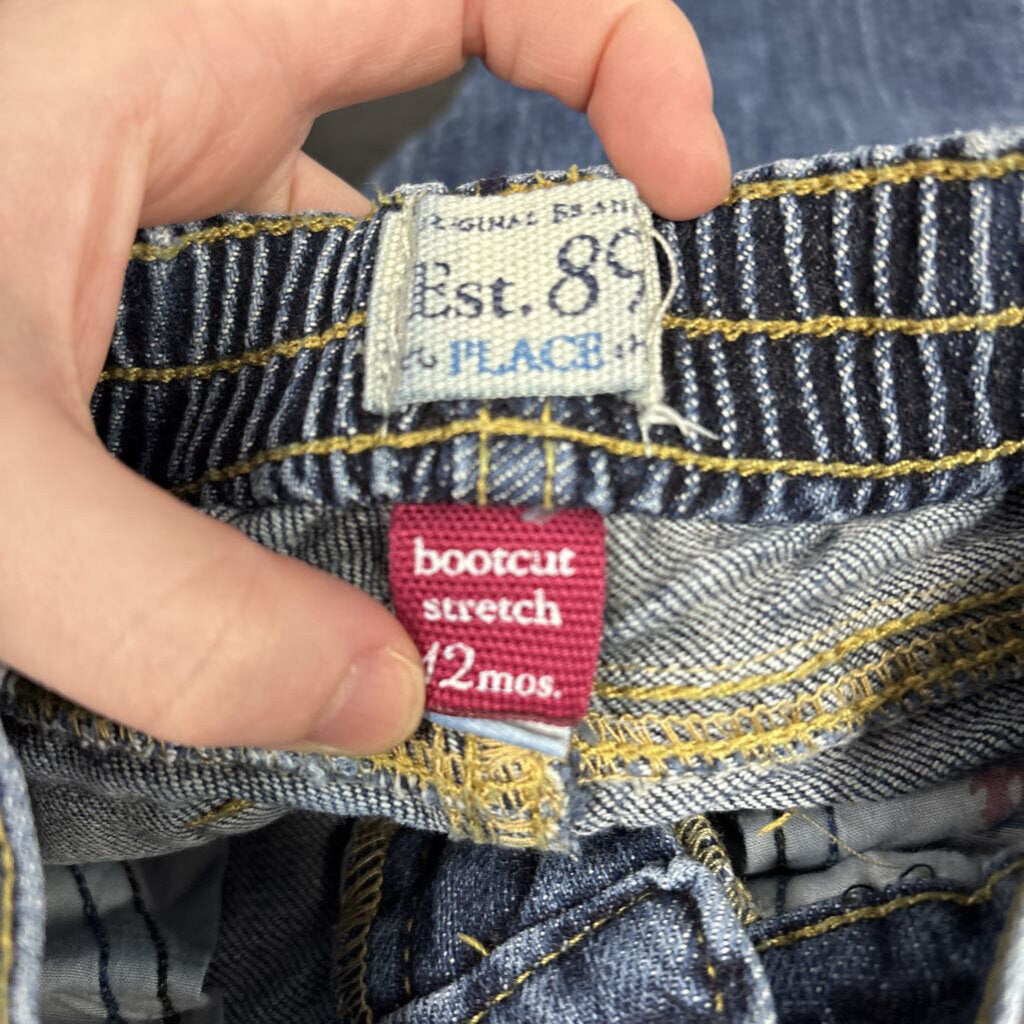 Est. 89
PLACE
bootcut
stretch
12mos.